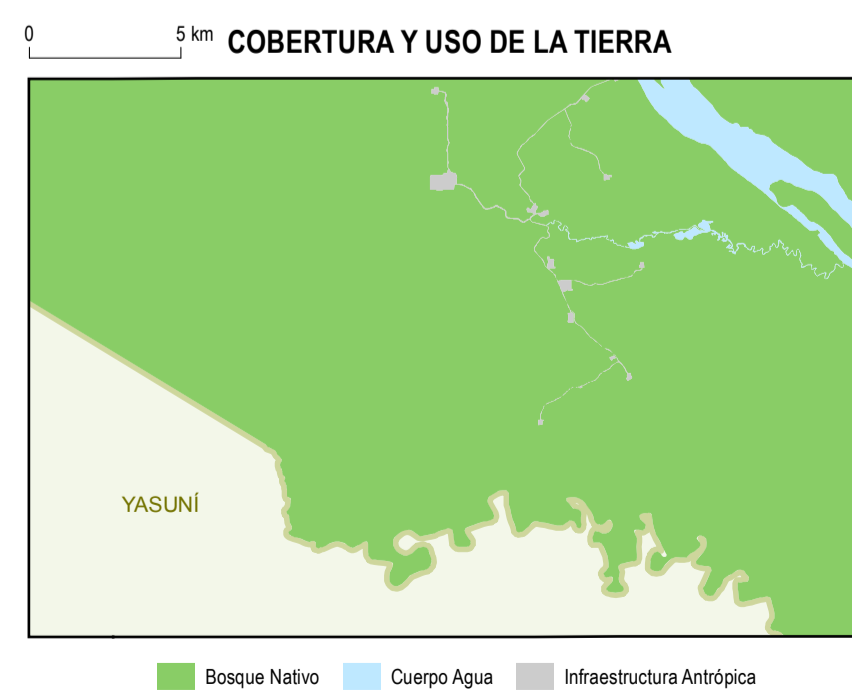 0 5 km
COBERTURA Y USO DE LA TIERRA
YASUNÍ
Bosque Nativo
Cuerpo Agua
Infraestructura Antrópica